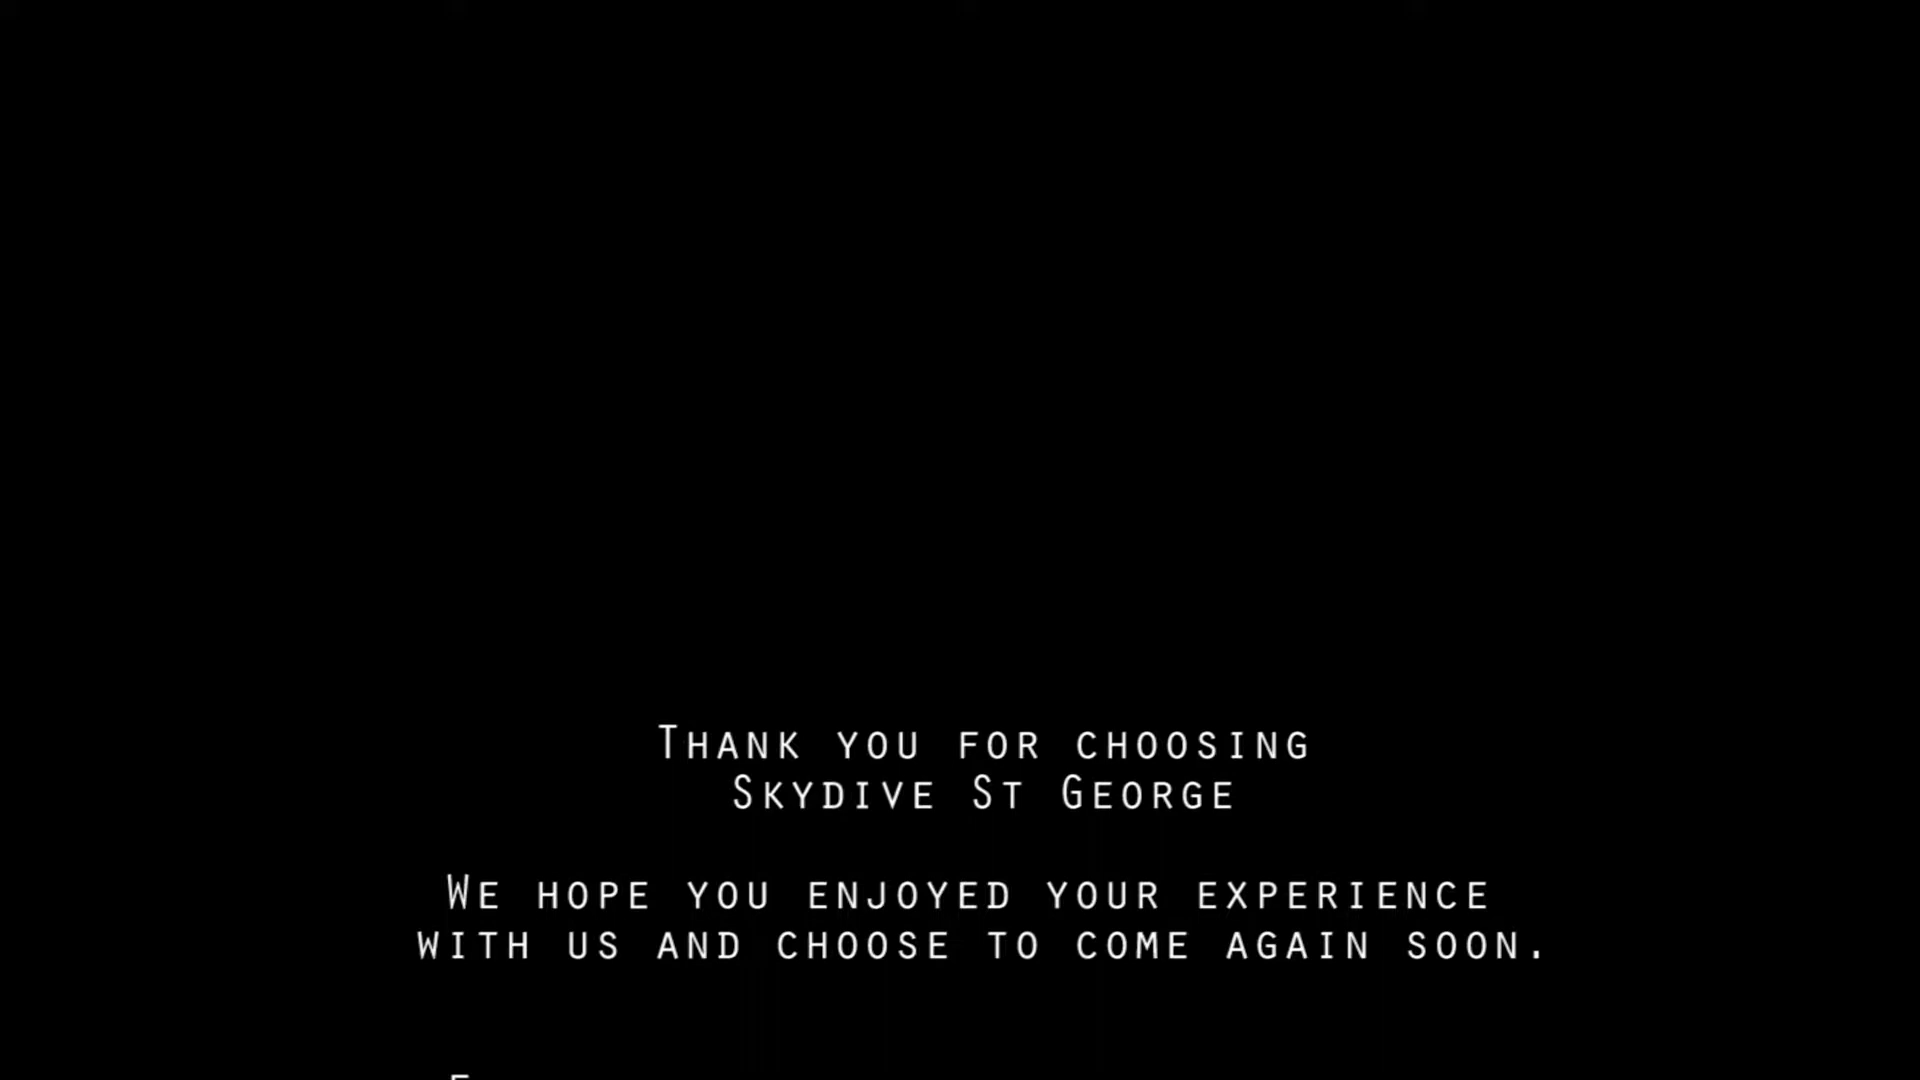 Thank you for choosing
Skydive St George
We hope you enjoyed your experience
with us and choose to come again soon.